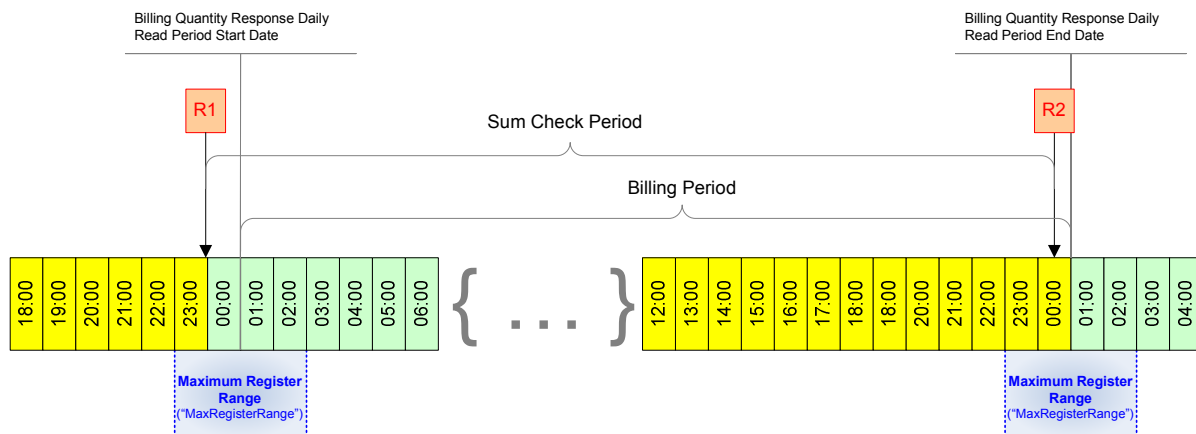 Billing Quantity Response Daily
Read Period Start Date
Billing Quantity Response Daily
Read Period End Date
R1
R2
Sum Check Period
Billing Period
18:00
19:00
20:00
21:00
22:00
23:00
00:00
01:00
02:00
03:00
04:00
05:00
06:00
{ ... }
12:00
13:00
14:00
15:00
16:00
17:00
18:00
18:00
20:00
21:00
22:00
23:00
00:00
01:00
02:00
03:00
04:00
Maximum Register
Range
("MaxRegisterRange")
Maximum Register
Range
("MaxRegisterRange")